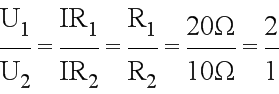 U₁/U₂ = IR₁/IR₂ = R₁/R₂ = 20Ω/10Ω = 2/1